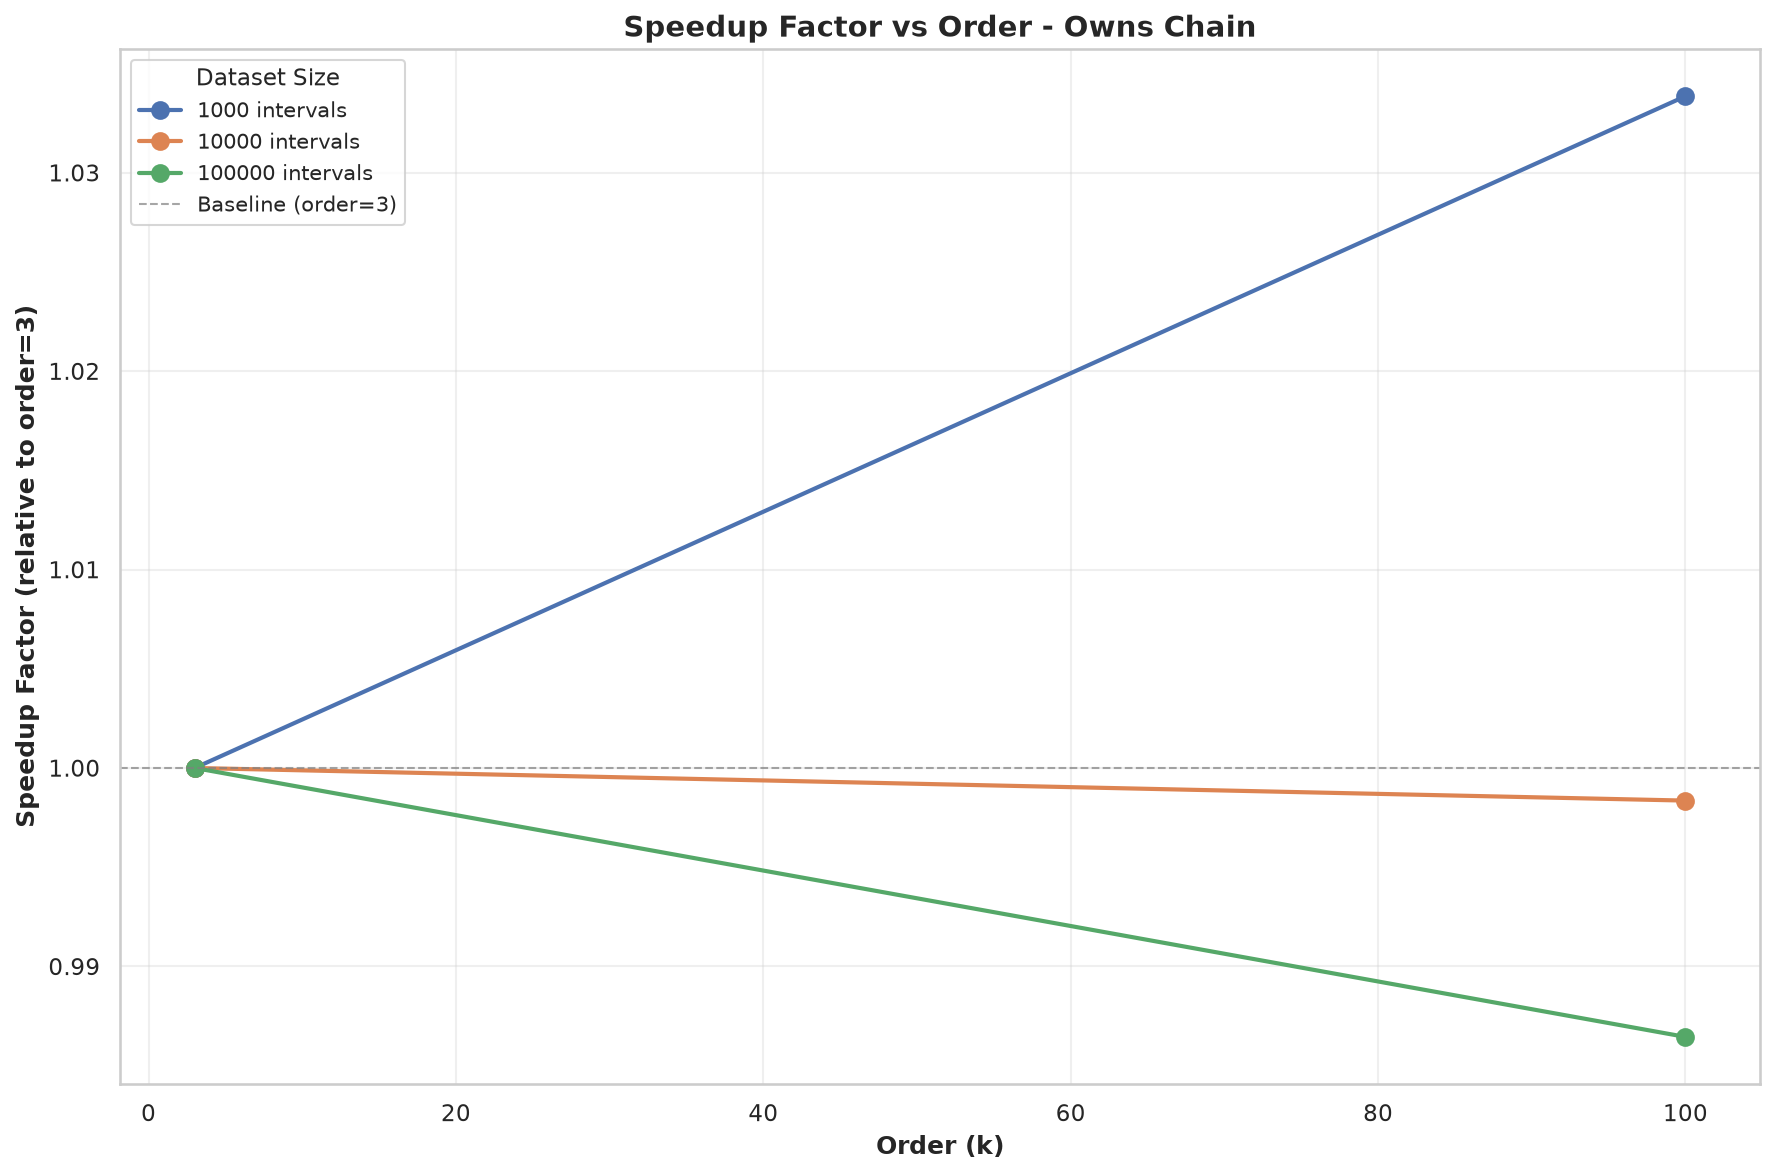 Speedup Factor vs Order - Owns Chain
Dataset Size
1000 intervals
10000 intervals
100000 intervals
Baseline (order=3)
Speedup Factor (relative to order=3)
1.03
1.02
1.01
1.00
0.99
0
20
40
60
80
100
Order (k)